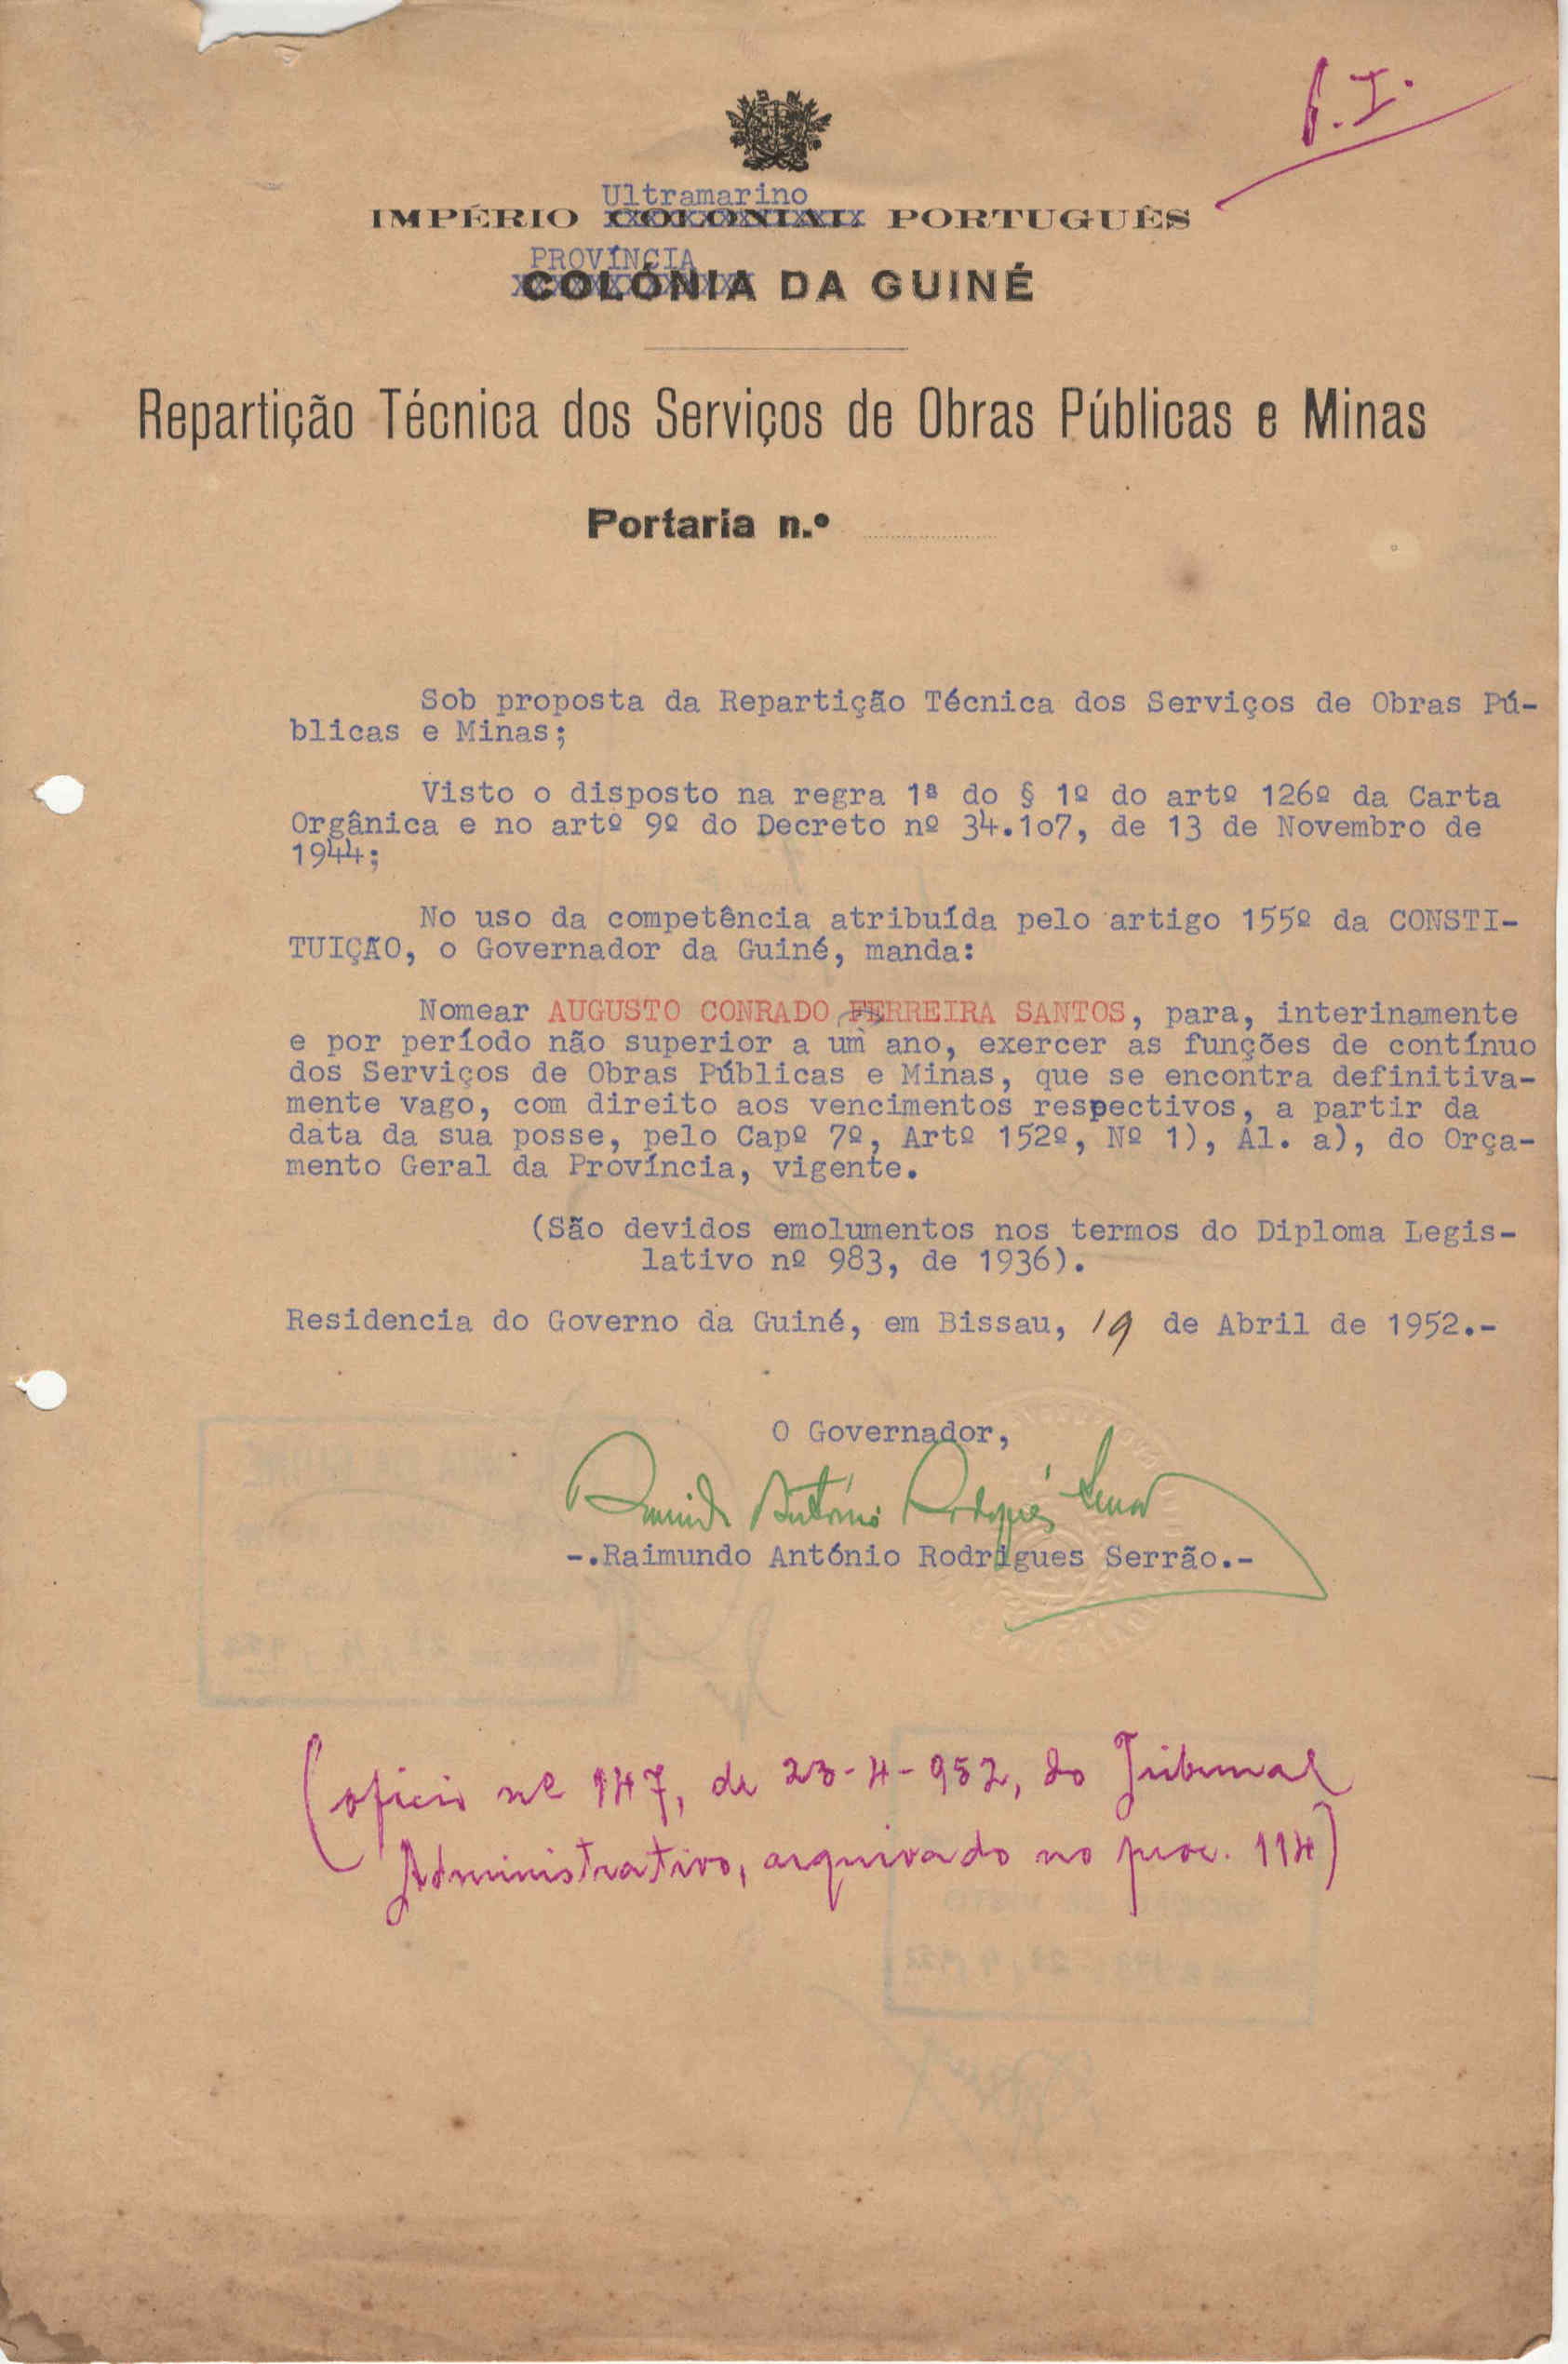 P. I.
Ultramarino
IMPÉRIO COLONIAL PORTUGUÊS
PROVÍNCIA
COLÓNIA DA GUINÉ
Repartição Técnica dos Serviços de Obras Públicas e Minas
Portaria n.º
Sob proposta da Repartição Técnica dos Serviços de Obras Pú-
blicas e Minas;
Visto o disposto na regra 1ª do § 1º do artº 126º da Carta
Orgânica e no artº 9º do Decreto nº 34.1o7, de 13 de Novembro de
1944;
No uso da competência atribuída pelo artigo 155º da CONSTI-
TUIÇÃO, o Governador da Guiné, manda:
Nomear AUGUSTO CONRADO FERREIRA SANTOS, para, interinamente
e por período não superior a um ano, exercer as funções de contínuo
dos Serviços de Obras Públicas e Minas, que se encontra definitiva-
mente vago, com direito aos vencimentos respectivos, a partir da
data da sua posse, pelo Capº 7º, Artº 152º, Nº 1), Al. a), do Orça-
mento Geral da Província, vigente.
(São devidos emolumentos nos termos do Diploma Legis-
lativo nº 983, de 1936).
Residencia do Governo da Guiné, em Bissau, 19 de Abril de 1952.-
O Governador,
Raimundo António Rodrigues Serrão
-.Raimundo António Rodrigues Serrão.-
(ofício nº 147, de 23-4-952, do Tribunal
Administrativo, arquivado no proc. 114)